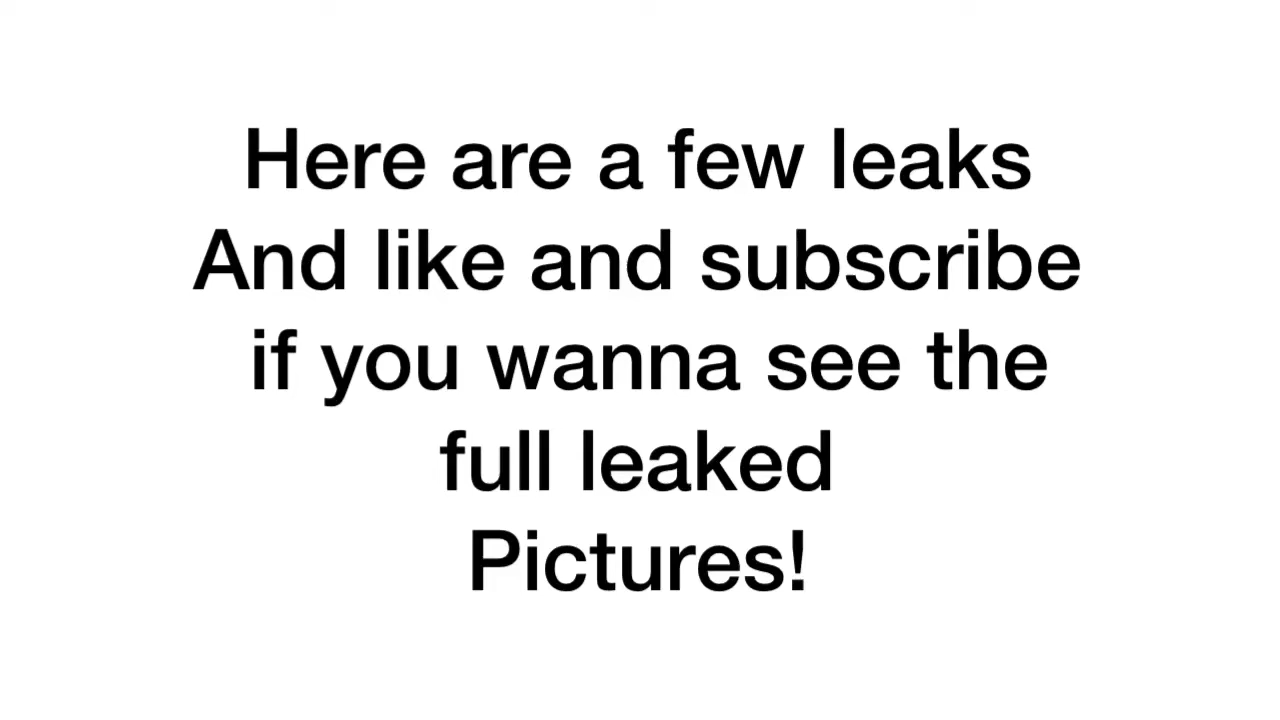 Here are a few leaks
And like and subscribe
if you wanna see the
full leaked
Pictures!